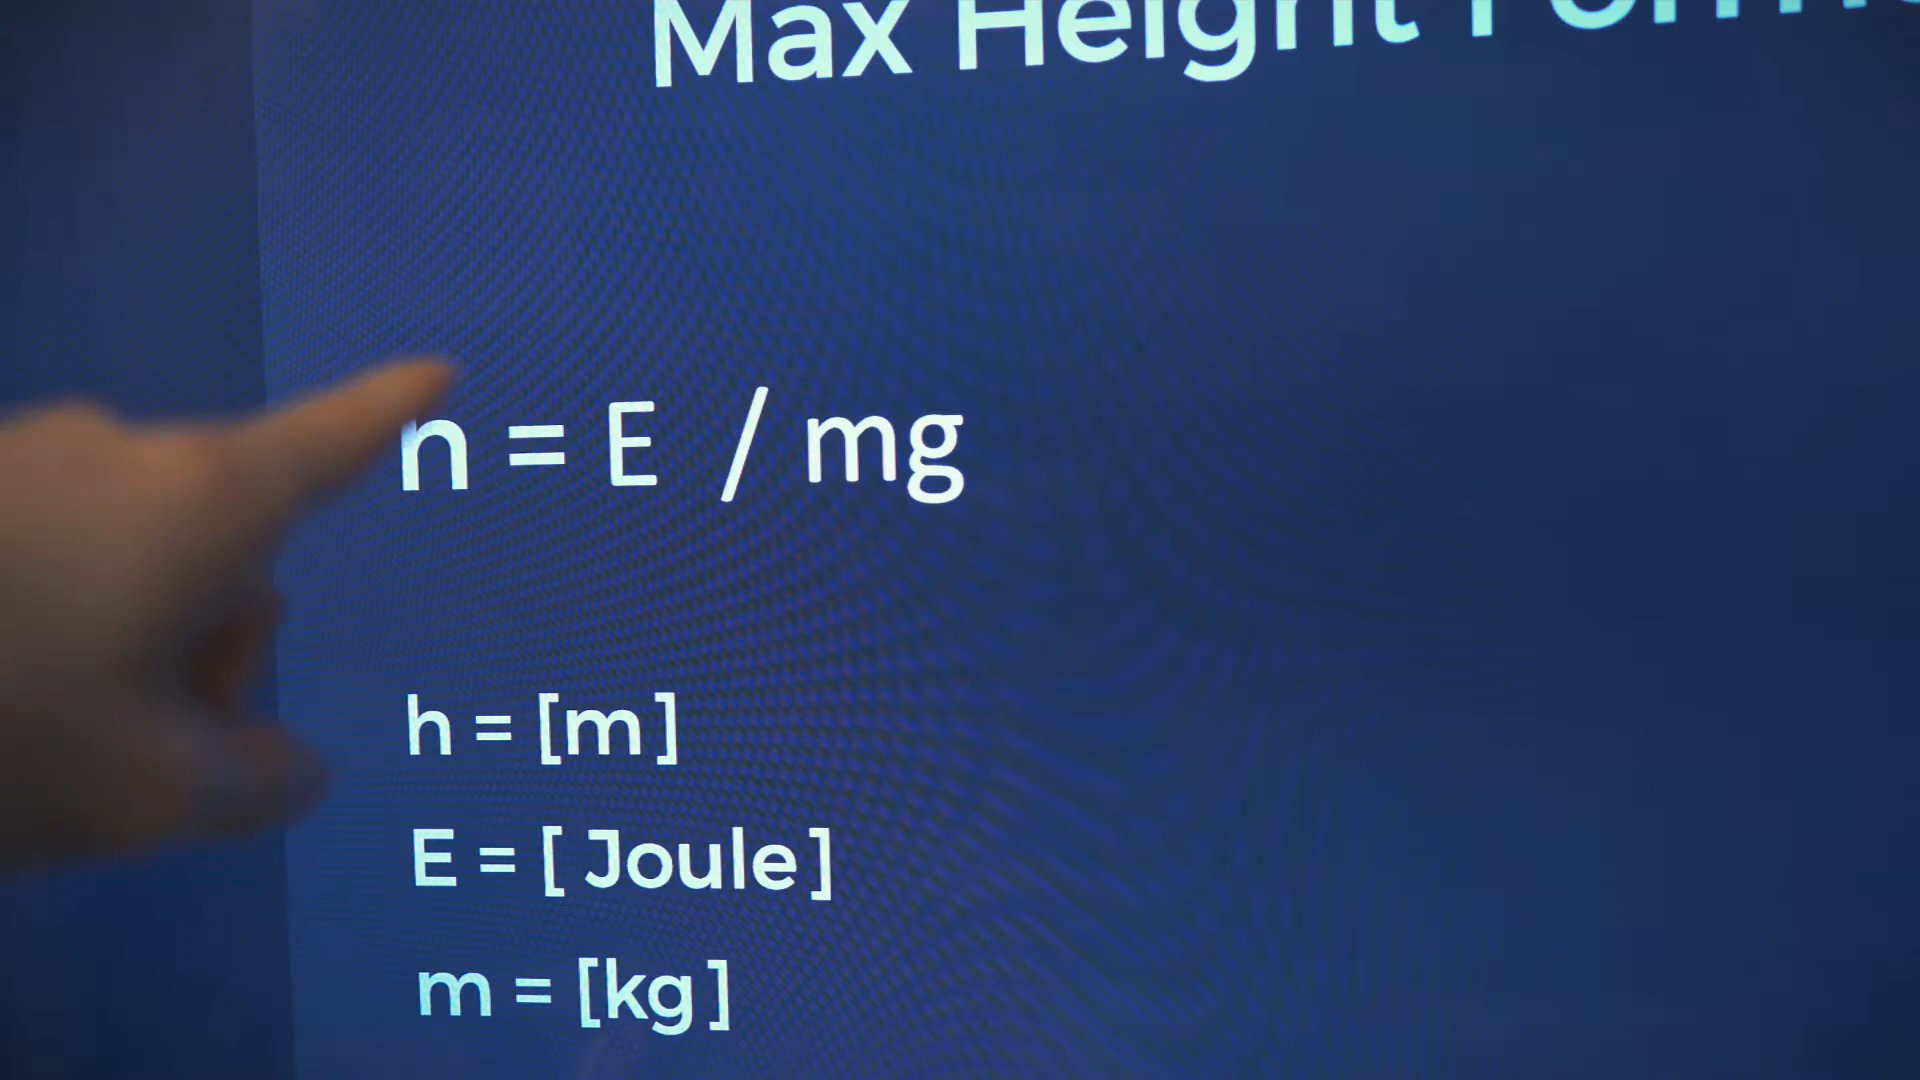 Max Height
h = E / mg
h = [m]
E = [ Joule]
m = [kg]